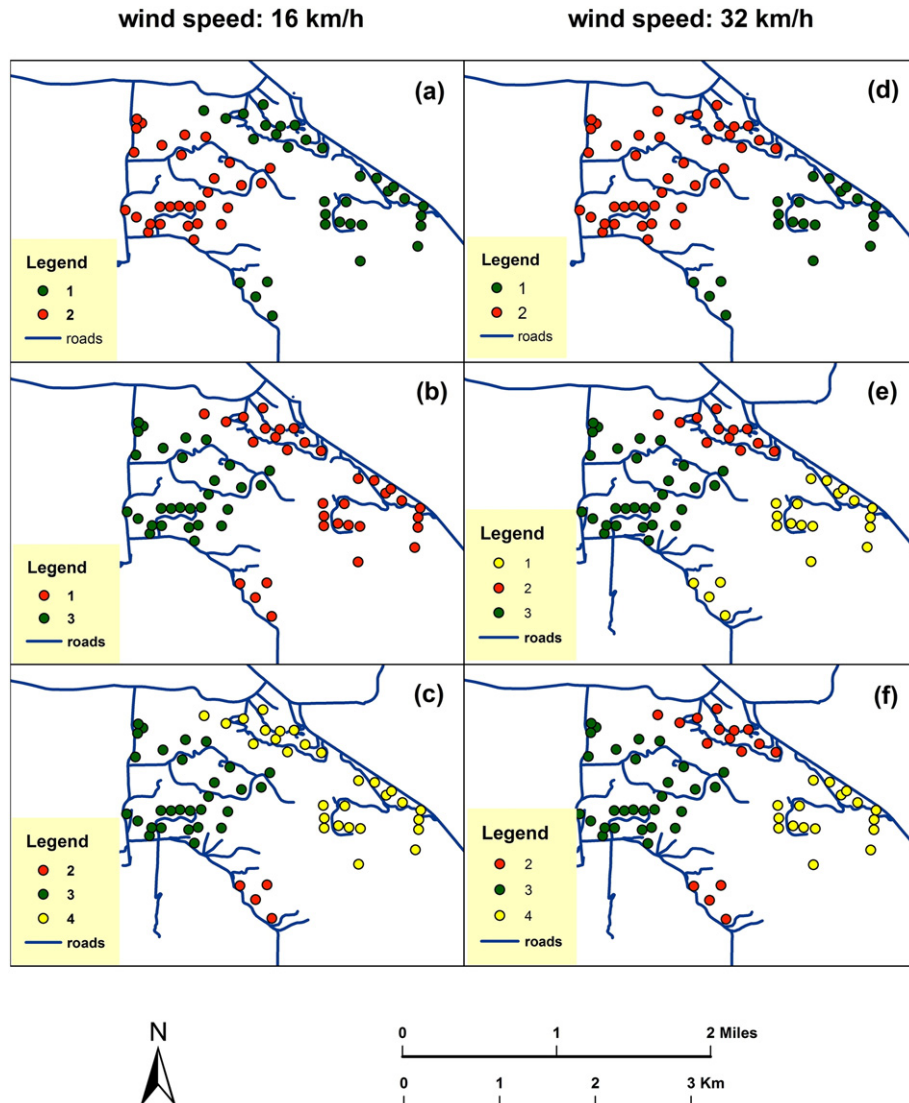 wind speed: 16 km/h
wind speed: 32 km/h
(a)
Legend
1
2
roads
(d)
Legend
1
2
roads
(b)
Legend
1
3
roads
(e)
Legend
1
2
3
roads
(c)
Legend
2
3
4
roads
(f)
Legend
2
3
4
roads
N
0 1 2 Miles
0 1 2 3 Km